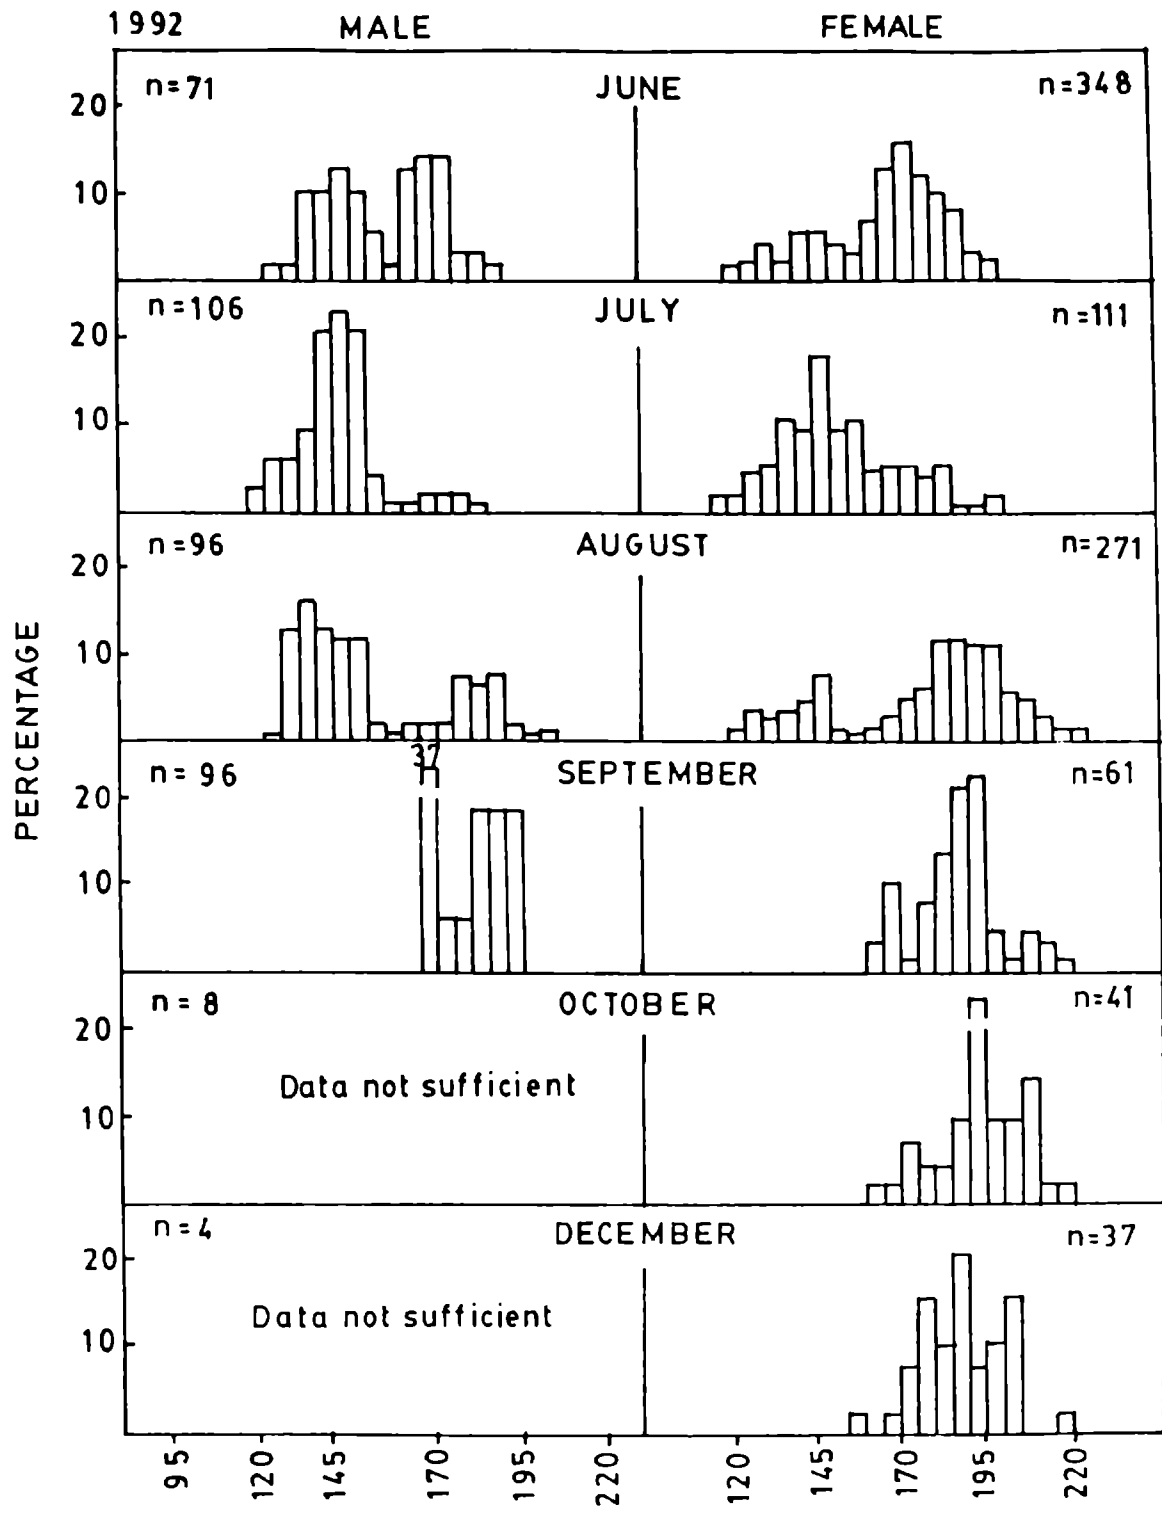 1992 MALE FEMALE
n=71 JUNE n=348
20
10
n=106 JULY n=111
20
10
n=96 AUGUST n=271
20
10
PERCENTAGE
37
n=96 SEPTEMBER n=61
20
10
n=8 OCTOBER n=41
20
Data not sufficient
10
n=4 DECEMBER n=37
20
Data not sufficient
10
95 120 145 170 195 220 120 145 170 195 220